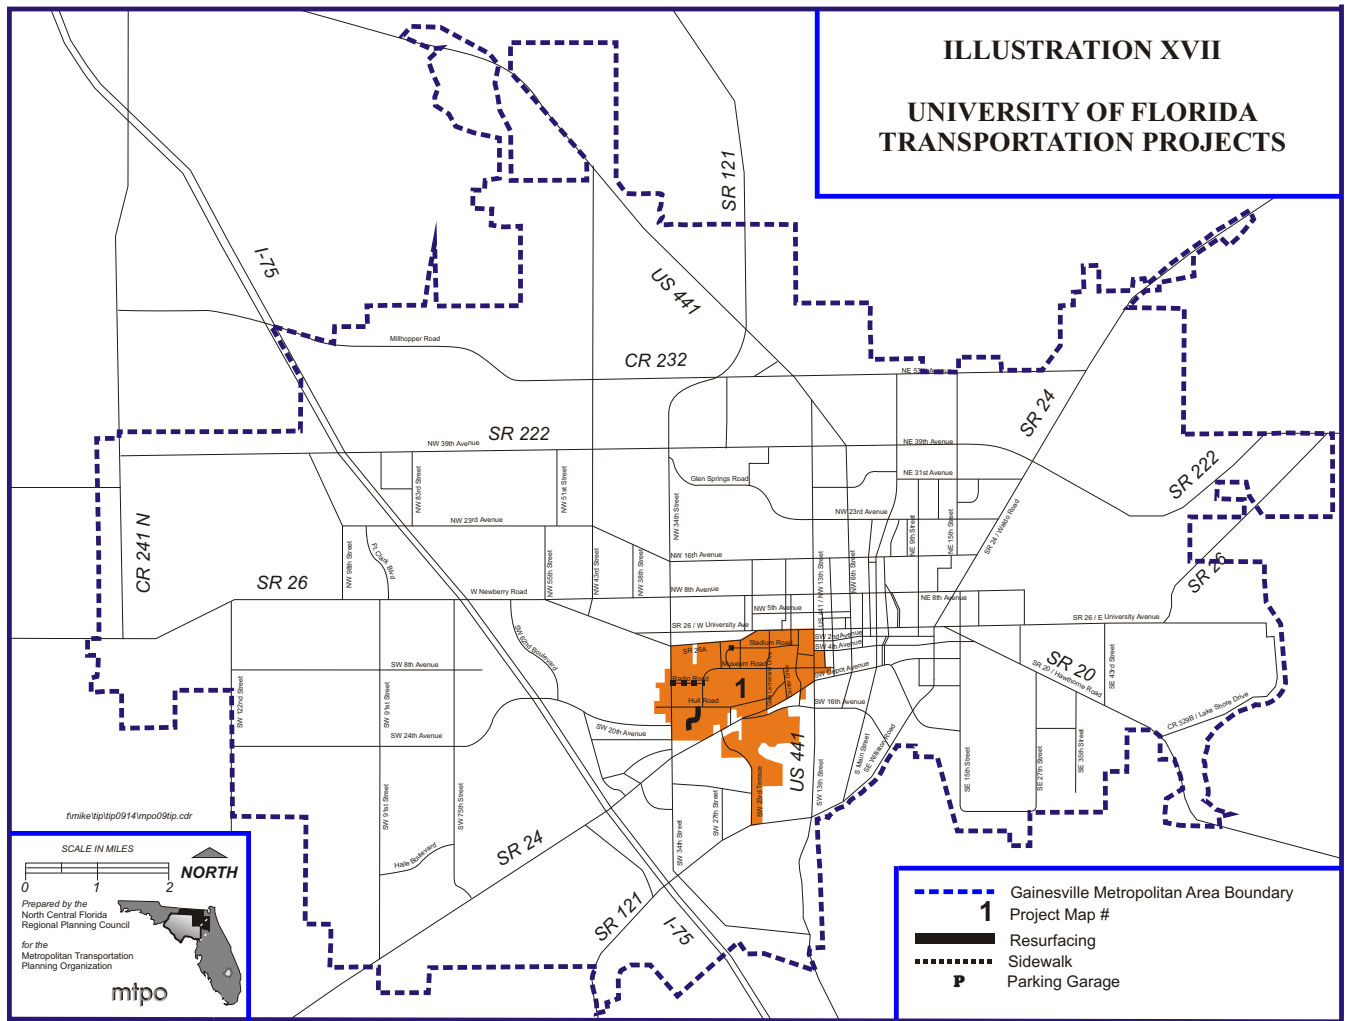 ILLUSTRATION XVII
UNIVERSITY OF FLORIDA
TRANSPORTATION PROJECTS
SR 121
I-75
US 441
Millhopper Road
CR 232
NE 53rd Avenue
SR 24
SR 222
NW 39th Avenue
NE 39th Avenue
SR 222
NW 83rd Street
NW 51st Street
Glen Springs Road
NE 31st Avenue
NW 34th Street
NW 23rd Avenue
NW 23rd Avenue
NE 9th Street
NE 15th Street
SR 24 / Waldo Road
CR 241 N
NW 98th Street
Ft. Clark Blvd
NW 55th Street
NW 43rd Street
NW 38th Street
NW 16th Avenue
US 441 / NW 13th Street
NW 6th Street
SR 26
SR 26
W Newberry Road
NW 8th Avenue
NE 8th Avenue
NW 5th Avenue
SR 26 / W University Ave
SR 26 / E University Avenue
SW 62nd Boulevard
SR 26A
Stadium Road
SW 2nd Avenue
SW 4th Avenue
SW 8th Avenue
Museum Road
SW Depot Avenue
SR 20
SR 20 / Hawthorne Road
SE 43rd Street
Radio Road
1
Hull Road
SW 16th Avenue
SW 122nd Street
SW 91st Street
CR 329B / Lake Shore Drive
SW 20th Avenue
SW 24th Avenue
US 441
S Main Street
SE Williston Road
SE 15th Street
SE 27th Street
SE 35th Street
SW 23rd Terrace
SW 13th Street
SW 91st Street
SW 75th Street
SW 27th Street
SW 34th Street
t\mike\tip\tip0914\mpo09tip.cdr
Haile Boulevard
SR 24
SR 121
I-75
SCALE IN MILES
NORTH
0 1 2
Prepared by the
North Central Florida
Regional Planning Council
for the
Metropolitan Transportation
Planning Organization
mtpo
Gainesville Metropolitan Area Boundary
1 Project Map #
Resurfacing
Sidewalk
P Parking Garage